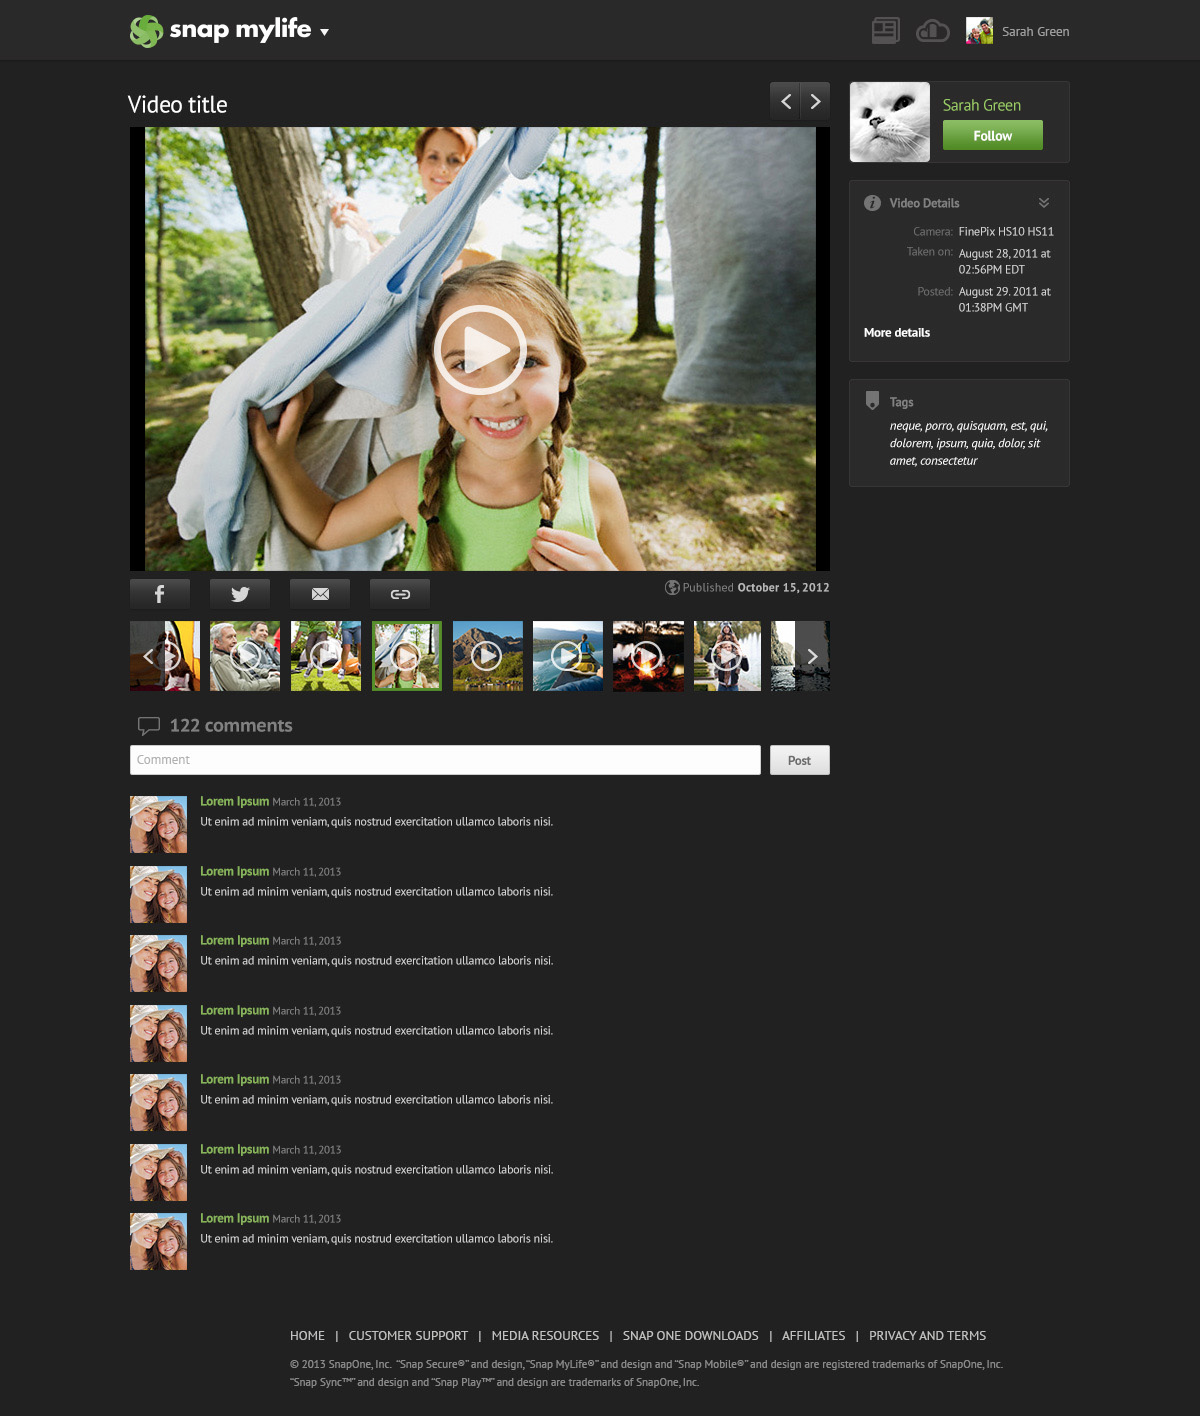 snap mylife
Sarah Green
Video title
Sarah Green
Follow
Video Details
Camera: FinePix HS10 HS11
Taken on: August 28, 2011 at
02:56PM EDT
Posted: August 29. 2011 at
01:38PM GMT
More details
Tags
neque, porro, quisquam, est, qui,
dolorem, ipsum, quia, dolor, sit
amet, consectetur
Published October 15, 2012
122 comments
Comment
Post
Lorem Ipsum March 11, 2013
Ut enim ad minim veniam, quis nostrud exercitation ullamco laboris nisi.
Lorem Ipsum March 11, 2013
Ut enim ad minim veniam, quis nostrud exercitation ullamco laboris nisi.
Lorem Ipsum March 11, 2013
Ut enim ad minim veniam, quis nostrud exercitation ullamco laboris nisi.
Lorem Ipsum March 11, 2013
Ut enim ad minim veniam, quis nostrud exercitation ullamco laboris nisi.
Lorem Ipsum March 11, 2013
Ut enim ad minim veniam, quis nostrud exercitation ullamco laboris nisi.
Lorem Ipsum March 11, 2013
Ut enim ad minim veniam, quis nostrud exercitation ullamco laboris nisi.
Lorem Ipsum March 11, 2013
Ut enim ad minim veniam, quis nostrud exercitation ullamco laboris nisi.
HOME | CUSTOMER SUPPORT | MEDIA RESOURCES | SNAP ONE DOWNLOADS | AFFILIATES | PRIVACY AND TERMS
© 2013 SnapOne, Inc. "Snap Secure®" and design, "Snap MyLife®" and design and "Snap Mobile®" and design are registered trademarks of SnapOne, Inc.
"Snap Sync™" and design and "Snap Play™" and design are trademarks of SnapOne, Inc.